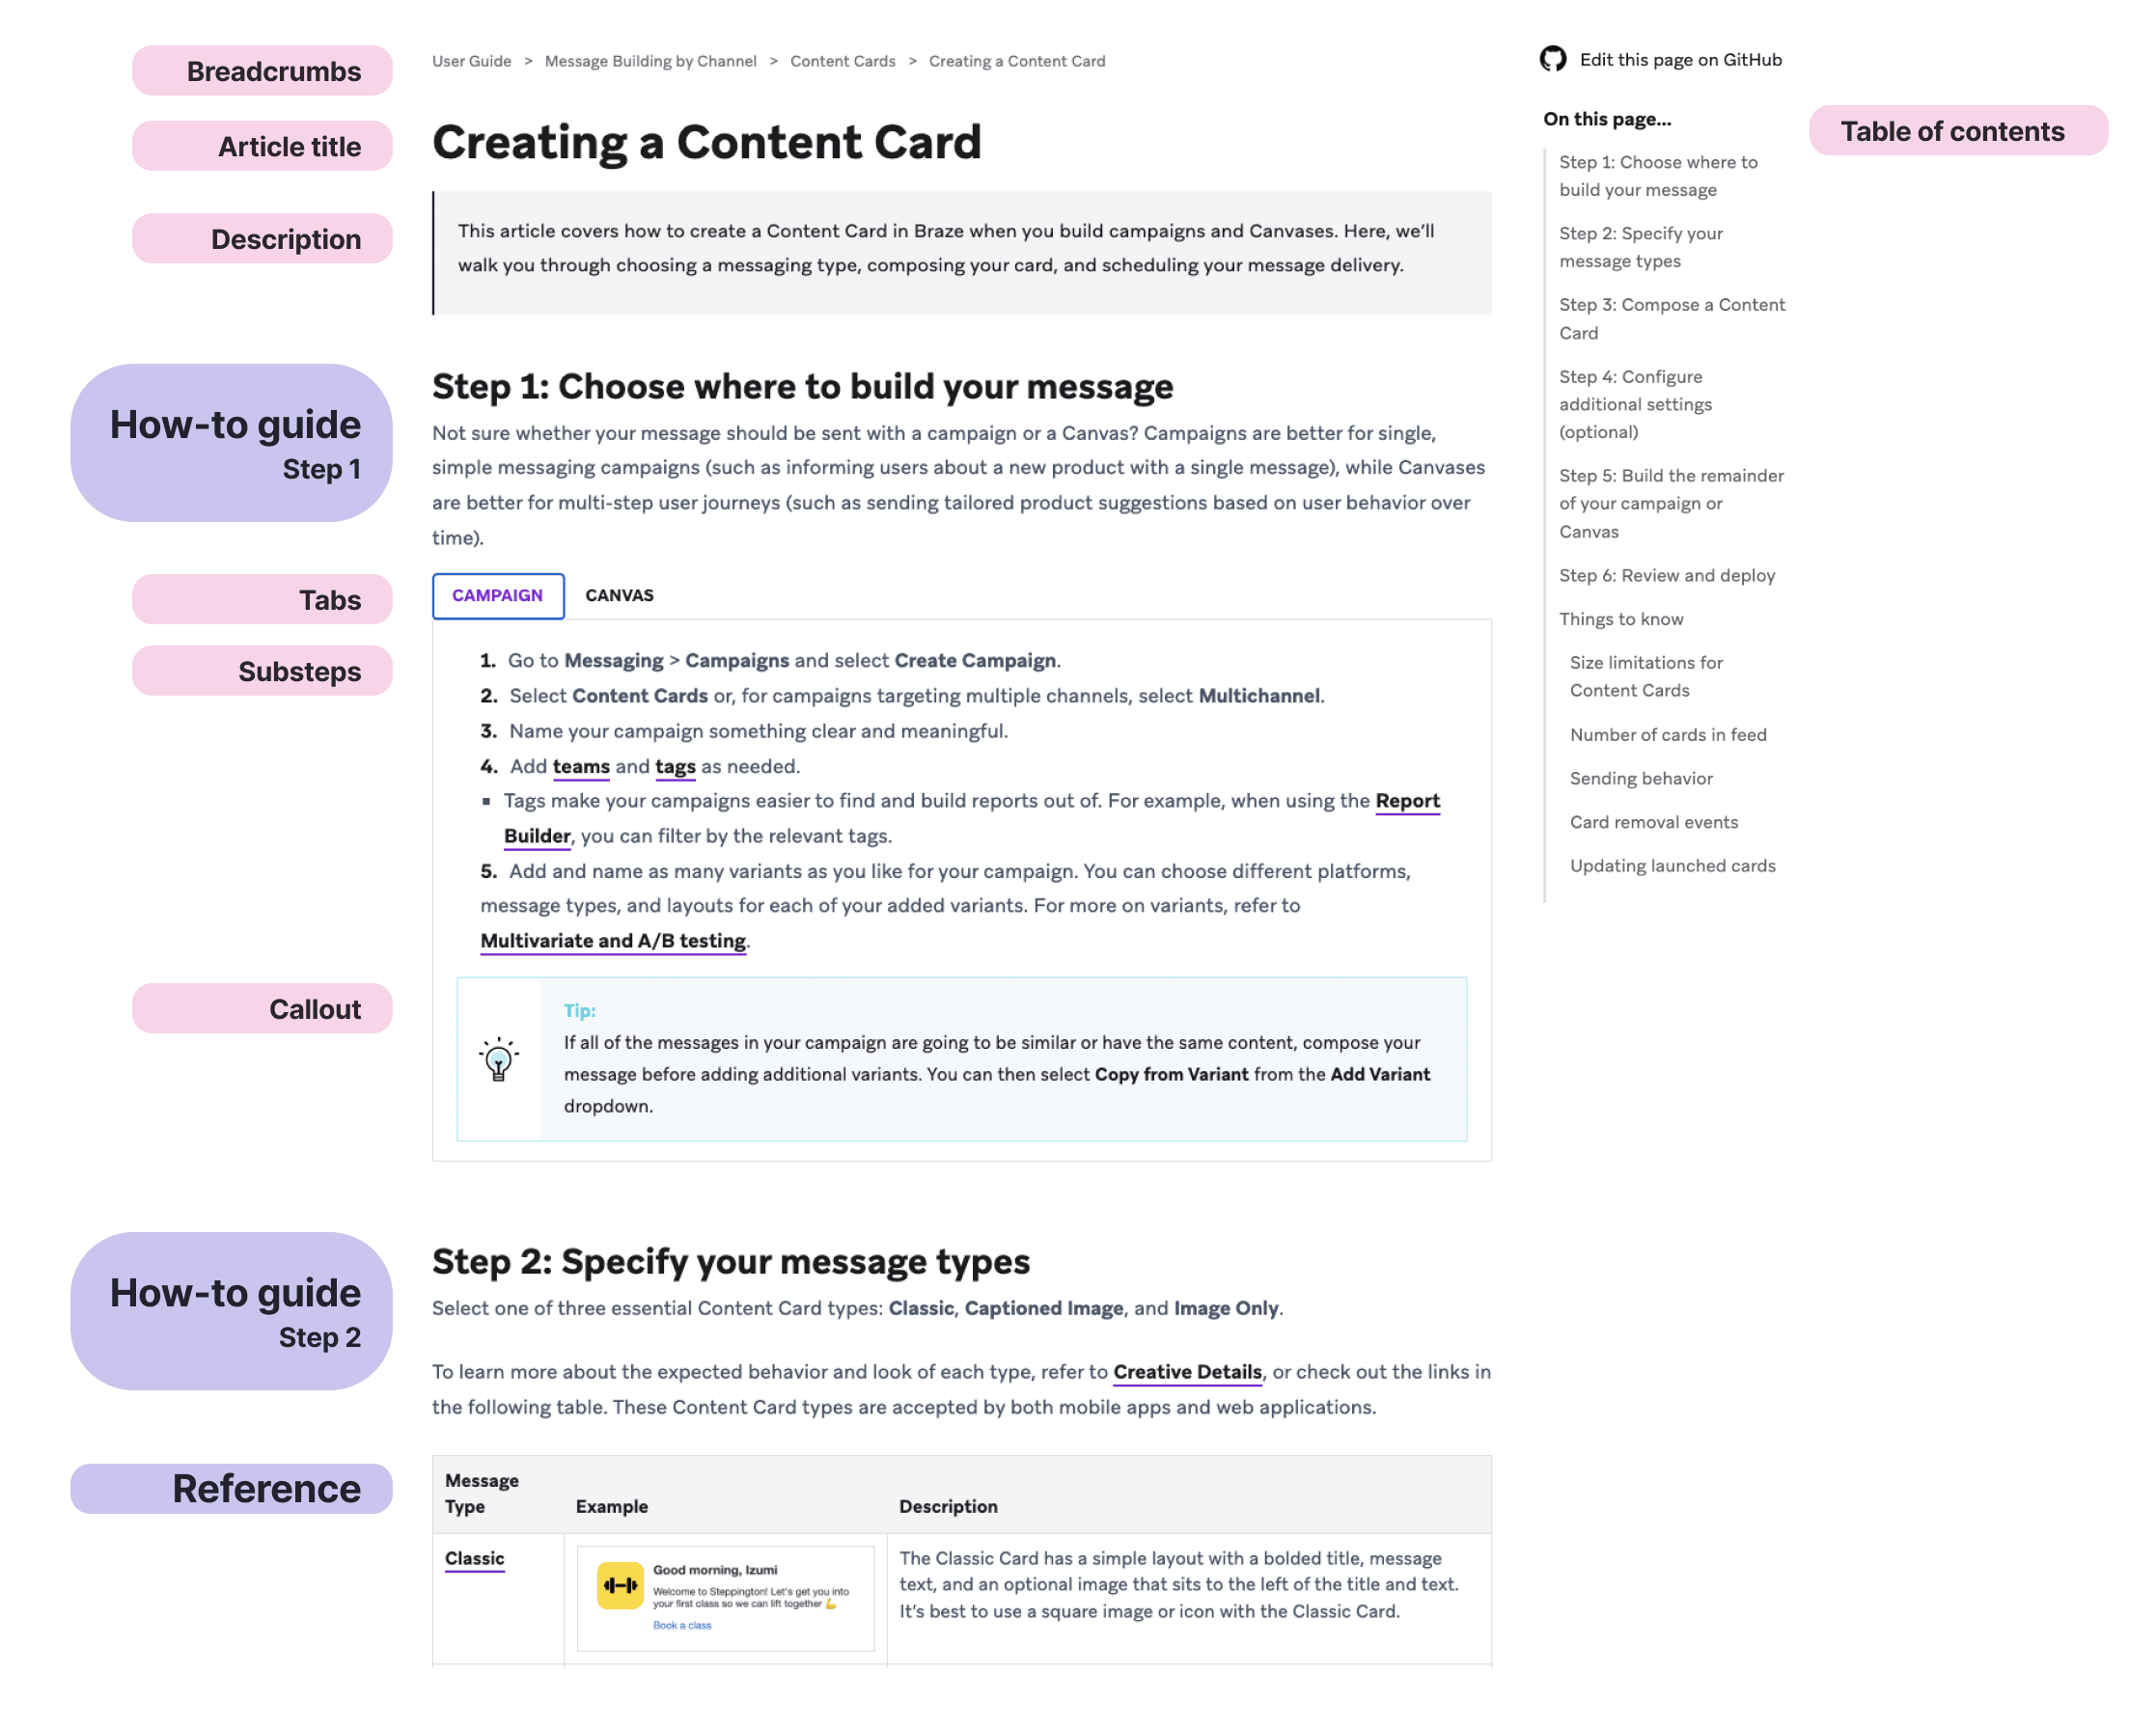 Breadcrumbs
User Guide > Message Building by Channel > Content Cards > Creating a Content Card
Edit this page on GitHub
Article title
Creating a Content Card
Description
This article covers how to create a Content Card in Braze when you build campaigns and Canvases. Here, we’ll
walk you through choosing a messaging type, composing your card, and scheduling your message delivery.
On this page...
Table of contents
Step 1: Choose where to
build your message
Step 2: Specify your
message types
Step 3: Compose a Content
Card
Step 4: Configure
additional settings
(optional)
Step 5: Build the remainder
of your campaign or
Canvas
Step 6: Review and deploy
Things to know
Size limitations for
Content Cards
Number of cards in feed
Sending behavior
Card removal events
Updating launched cards
How-to guide
Step 1
Step 1: Choose where to build your message
Not sure whether your message should be sent with a campaign or a Canvas? Campaigns are better for single,
simple messaging campaigns (such as informing users about a new product with a single message), while Canvases
are better for multi-step user journeys (such as sending tailored product suggestions based on user behavior over
time).
Tabs
CAMPAIGN CANVAS
Substeps
1. Go to Messaging > Campaigns and select Create Campaign.
2. Select Content Cards or, for campaigns targeting multiple channels, select Multichannel.
3. Name your campaign something clear and meaningful.
4. Add teams and tags as needed.
▪ Tags make your campaigns easier to find and build reports out of. For example, when using the Report
Builder, you can filter by the relevant tags.
5. Add and name as many variants as you like for your campaign. You can choose different platforms,
message types, and layouts for each of your added variants. For more on variants, refer to
Multivariate and A/B testing.
Callout
Tip:
If all of the messages in your campaign are going to be similar or have the same content, compose your
message before adding additional variants. You can then select Copy from Variant from the Add Variant
dropdown.
How-to guide
Step 2
Step 2: Specify your message types
Select one of three essential Content Card types: Classic, Captioned Image, and Image Only.
To learn more about the expected behavior and look of each type, refer to Creative Details, or check out the links in
the following table. These Content Card types are accepted by both mobile apps and web applications.
Reference
Message
Type
Example
Description
Classic
Good morning, Izumi
Welcome to Steppington! Let's get you into
your first class so we can lift together 💪
Book a class
The Classic Card has a simple layout with a bolded title, message
text, and an optional image that sits to the left of the title and text.
It’s best to use a square image or icon with the Classic Card.